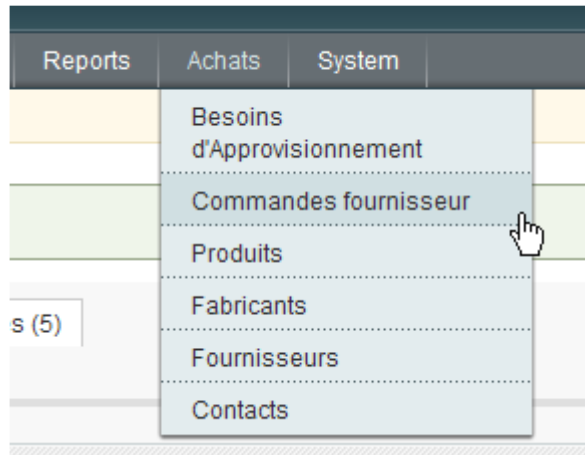 Reports Achats System
Besoins
d'Approvisionnement
Commandes fournisseur
Produits
Fabricants
s (5)
Fournisseurs
Contacts